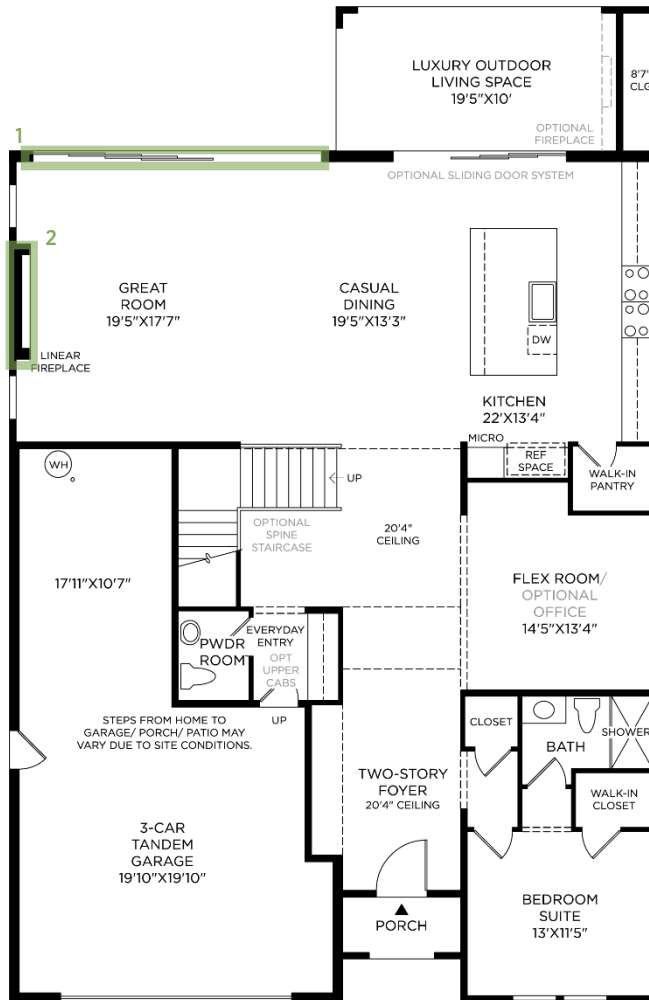 LUXURY OUTDOOR
LIVING SPACE
19'5"X10'
8'7"
CLG
OPTIONAL
FIREPLACE
1
OPTIONAL SLIDING DOOR SYSTEM
2
GREAT
ROOM
19'5"X17'7"
CASUAL
DINING
19'5"X13'3"
DW
LINEAR
FIREPLACE
KITCHEN
22'X13'4"
MICRO
REF
SPACE
WALK-IN
PANTRY
WH
UP
OPTIONAL
SPINE
STAIRCASE
20'4"
CEILING
17'11"X10'7"
FLEX ROOM/
OPTIONAL
OFFICE
14'5"X13'4"
PWDR
ROOM
EVERYDAY
ENTRY
OPT
UPPER
CABS
UP
STEPS FROM HOME TO
GARAGE/ PORCH/ PATIO MAY
VARY DUE TO SITE CONDITIONS.
CLOSET
BATH
SHOWER
TWO-STORY
FOYER
20'4" CEILING
WALK-IN
CLOSET
3-CAR
TANDEM
GARAGE
19'10"X19'10"
PORCH
BEDROOM
SUITE
13'X11'5"